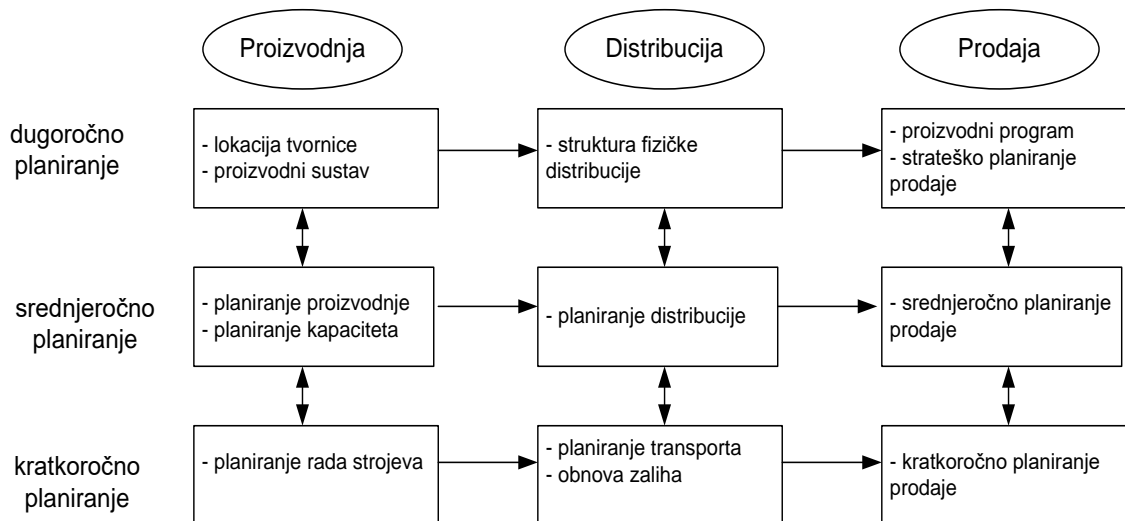 Proizvodnja
Distribucija
Prodaja
dugoročno
planiranje
- lokacija tvornice
- proizvodni sustav
- struktura fizičke
distribucije
- proizvodni program
- strateško planiranje
prodaje
srednjeročno
planiranje
- planiranje proizvodnje
- planiranje kapaciteta
- planiranje distribucije
- srednjeročno planiranje
prodaje
kratkoročno
planiranje
- planiranje rada strojeva
- planiranje transporta
- obnova zaliha
- kratkoročno planiranje
prodaje